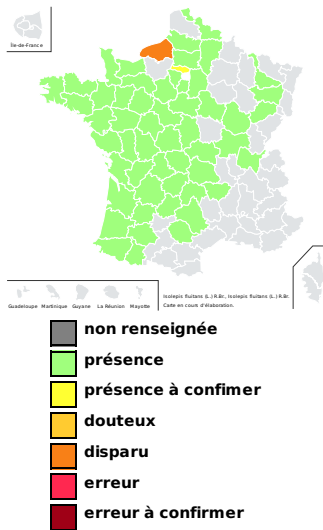 Île-de-France
Guadeloupe Martinique Guyane La Réunion Mayotte
Isolepis fluitans (L.) R.Br., Isolepis fluitans (L.) R.Br.
Carte en cours d'élaboration.
non renseignée
présence
présence à confimer
douteux
disparu
erreur
erreur à confirmer